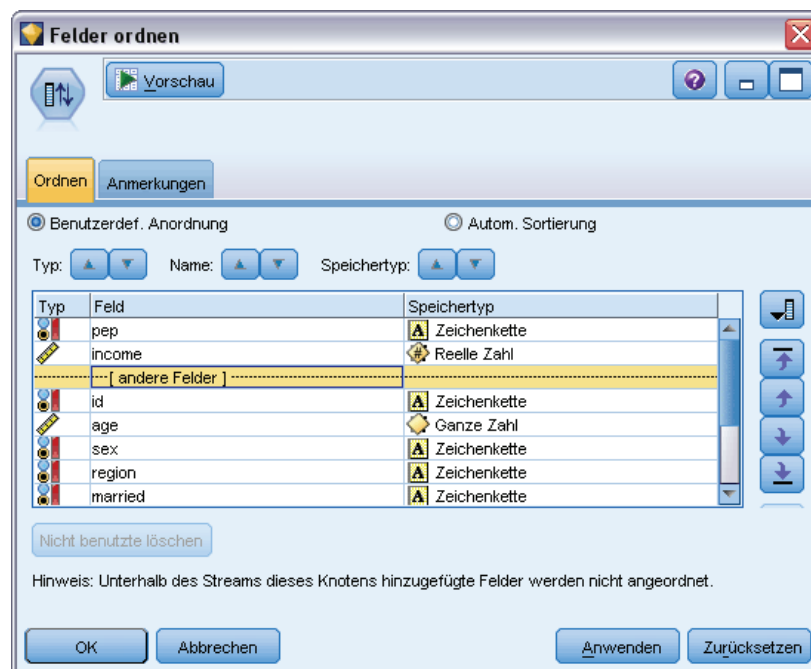 Felder ordnen
Vorschau
Ordnen Anmerkungen
Benutzerdef. Anordnung Autom. Sortierung
Typ: Name: Speichertyp:
Typ Feld Speichertyp
pep A Zeichenkette
income # Reelle Zahl
---[ andere Felder ]---
id A Zeichenkette
age Ganze Zahl
sex A Zeichenkette
region A Zeichenkette
married A Zeichenkette
Nicht benutzte löschen
Hinweis: Unterhalb des Streams dieses Knotens hinzugefügte Felder werden nicht angeordnet.
OK Abbrechen Anwenden Zurücksetzen